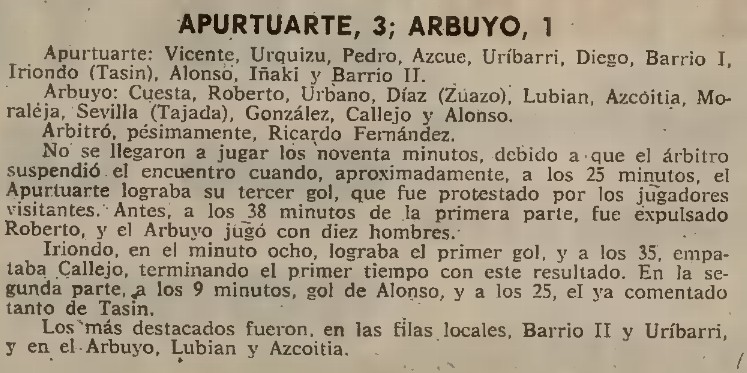 APURTUARTE, 3; ARBUYO, 1
Apurtuarte: Vicente, Urquizu, Pedro, Azcue, Uríbarri, Diego, Barrio I,
Iriondo (Tasin), Alonso, Iñaki y Barrio II.
Arbuyo: Cuesta, Roberto, Urbano, Díaz (Zuazo), Lubian, Azcoitia, Mo-
raleja, Sevilla (Tajada), González, Callejo y Alonso.
Arbitró, pésimamente, Ricardo Fernández.
No se llegaron a jugar los noventa minutos, debido a que el árbitro
suspendió el encuentro cuando, aproximadamente, a los 25 minutos, el
Apurtuarte lograba su tercer gol, que fue protestado por los jugadores
visitantes. Antes, a los 38 minutos de la primera parte, fue expulsado
Roberto, y el Arbuyo jugó con diez hombres.
Iriondo, en el minuto ocho, lograba el primer gol, y a los 35, empa-
taba Callejo, terminando el primer tiempo con este resultado. En la se-
gunda parte, a los 9 minutos, gol de Alonso, y a los 25, el ya comentado
tanto de Tasin.
Los más destacados fueron, en las filas locales, Barrio II y Uríbarri,
y en el Arbuyo, Lubian y Azcoitia.